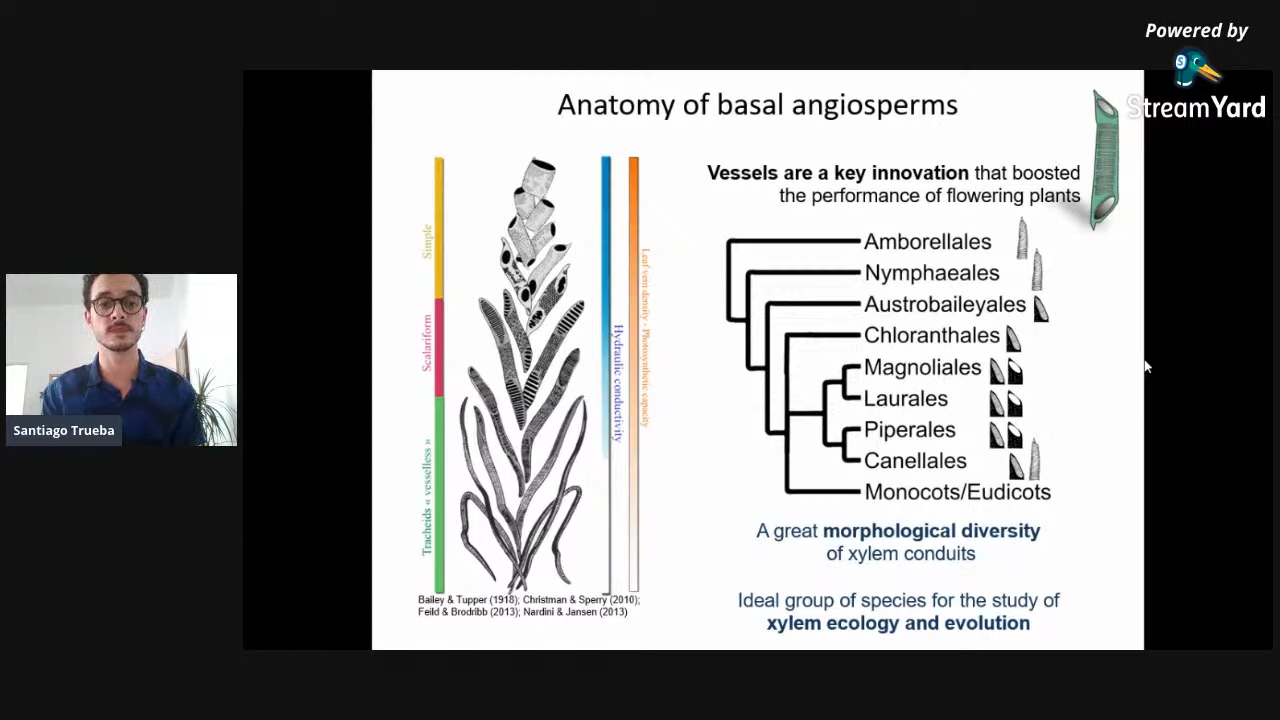 Powered by
StreamYard
Anatomy of basal angiosperms
Vessels are a key innovation that boosted
the performance of flowering plants
Simple
Scalariform
Tracheids « vesselless »
Hydraulic conductivity
Leaf vein density - Photosynthetic capacity
Amborellales
Nymphaeales
Austrobaileyales
Chloranthales
Magnoliales
Laurales
Piperales
Canellales
Monocots/Eudicots
A great morphological diversity
of xylem conduits
Bailey & Tupper (1918); Christman & Sperry (2010);
Feild & Brodribb (2013); Nardini & Jansen (2013)
Ideal group of species for the study of
xylem ecology and evolution
Santiago Trueba